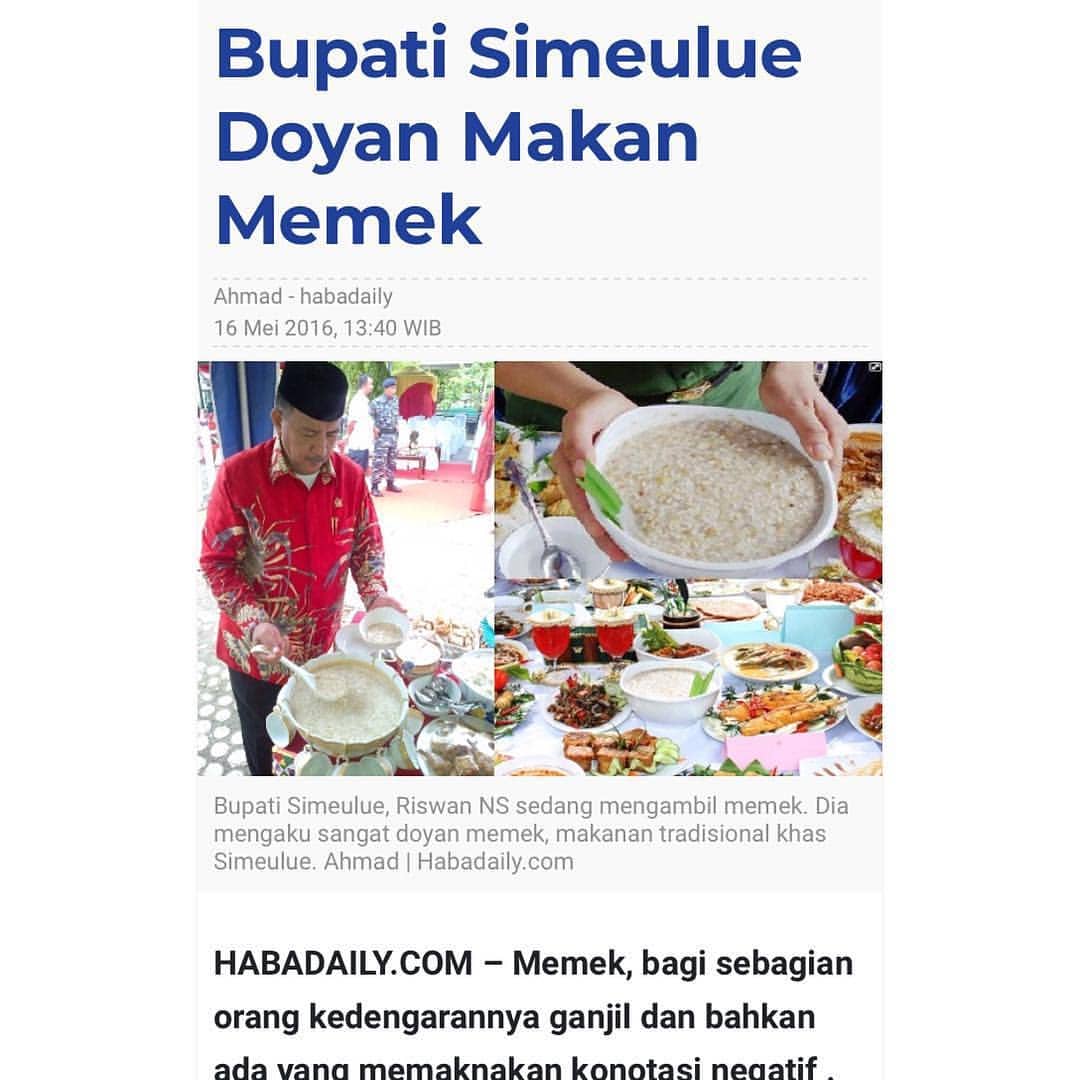 Bupati Simeulue
Doyan Makan
Memek
Ahmad - habadaily
16 Mei 2016, 13:40 WIB
Bupati Simeulue, Riswan NS sedang mengambil memek. Dia
mengaku sangat doyan memek, makanan tradisional khas
Simeulue. Ahmad | Habadaily.com
HABADAILY.COM – Memek, bagi sebagian
orang kedengarannya ganjil dan bahkan
ada yang memaknakan konotasi negatif .